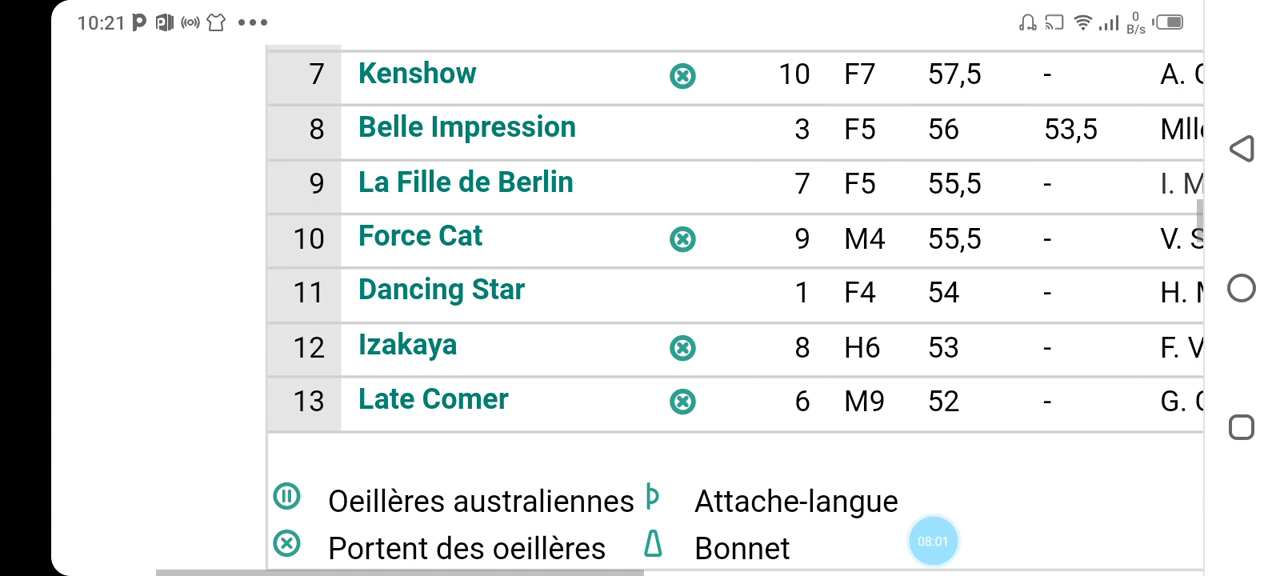 10:21
0
B/s
7 Kenshow 10 F7 57,5 - A.
8 Belle Impression 3 F5 56 53,5 Mll
9 La Fille de Berlin 7 F5 55,5 - I. M
10 Force Cat 9 M4 55,5 - V. S
11 Dancing Star 1 F4 54 - H.
12 Izakaya 8 H6 53 - F. V
13 Late Comer 6 M9 52 - G.
Oeillères australiennes Attache-langue
Portent des oeillères Bonnet
08:01